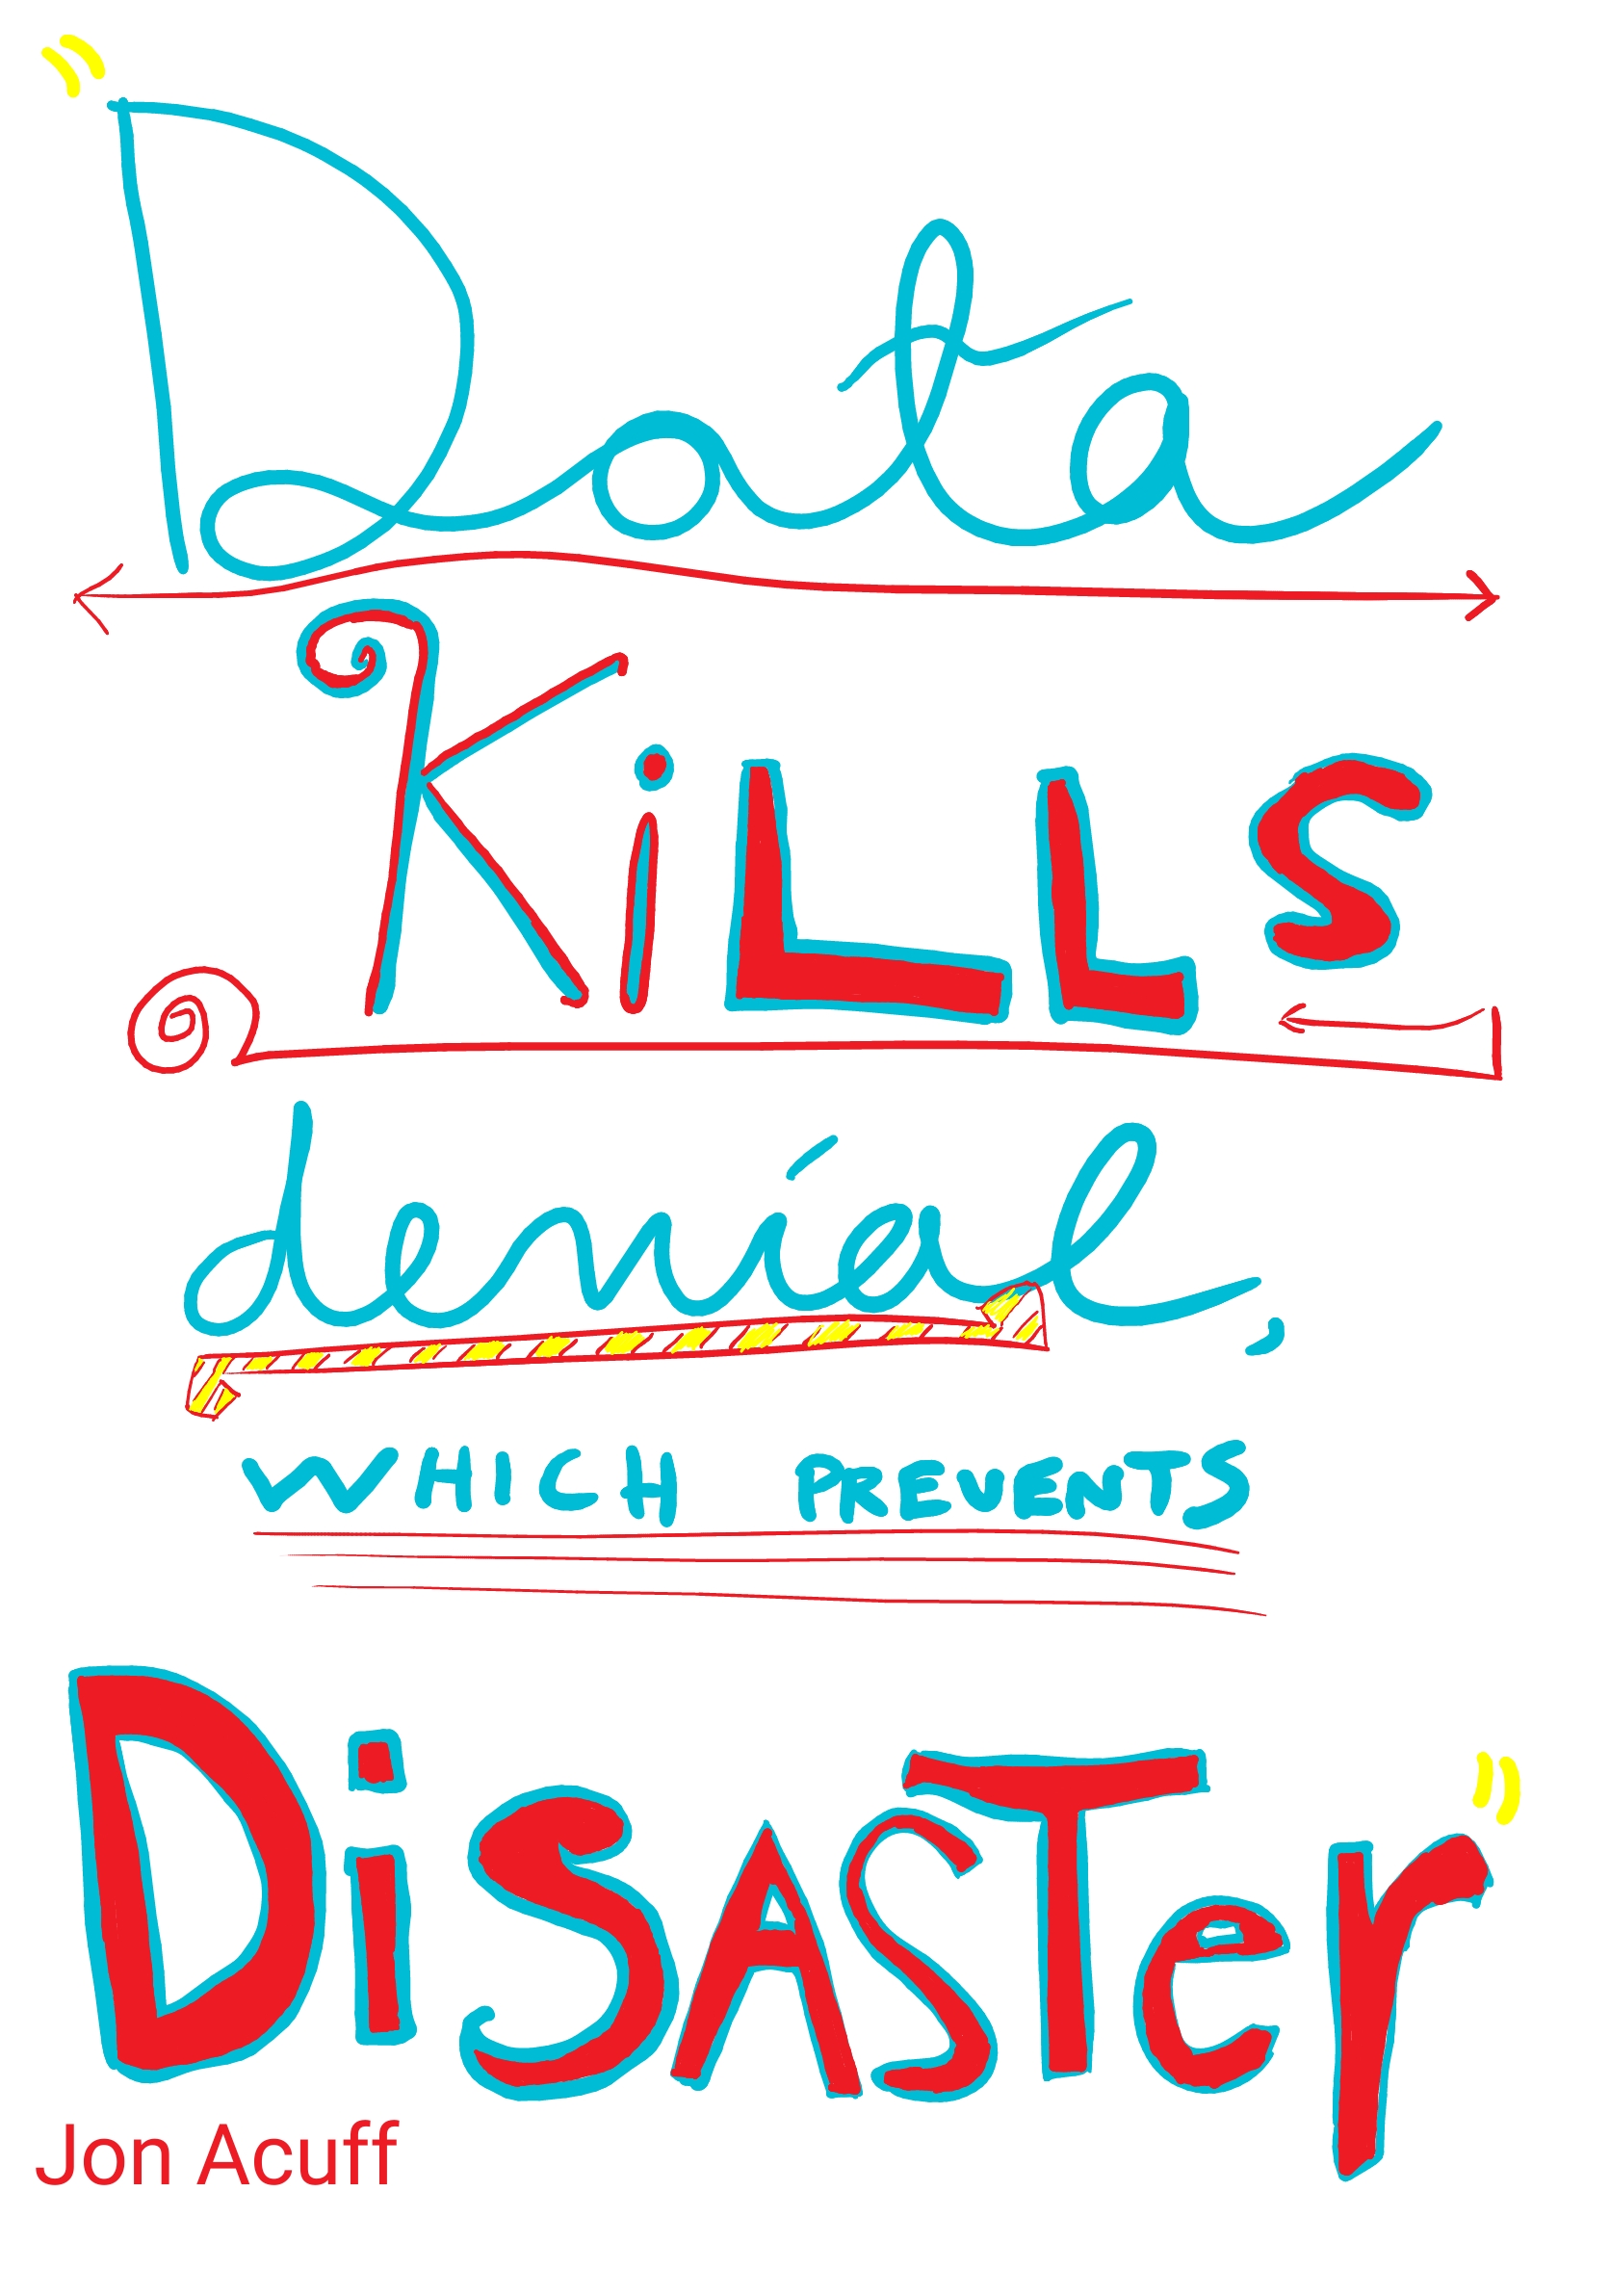 "Data
KiLLS
denial,
WHICH PREVENTS
DiSASTer"
Jon Acuff